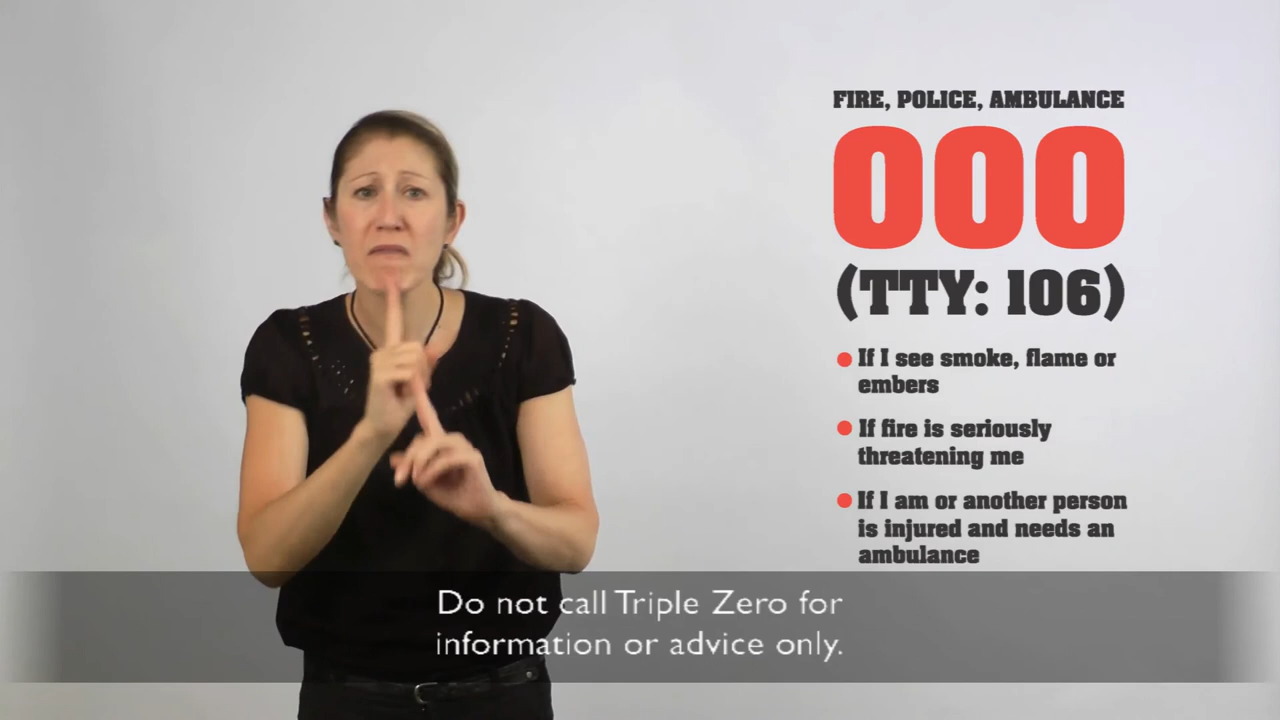 FIRE, POLICE, AMBULANCE
000
(TTY: 106)
If I see smoke, flame or
embers
If fire is seriously
threatening me
If I am or another person
is injured and needs an
ambulance
Do not call Triple Zero for
information or advice only.